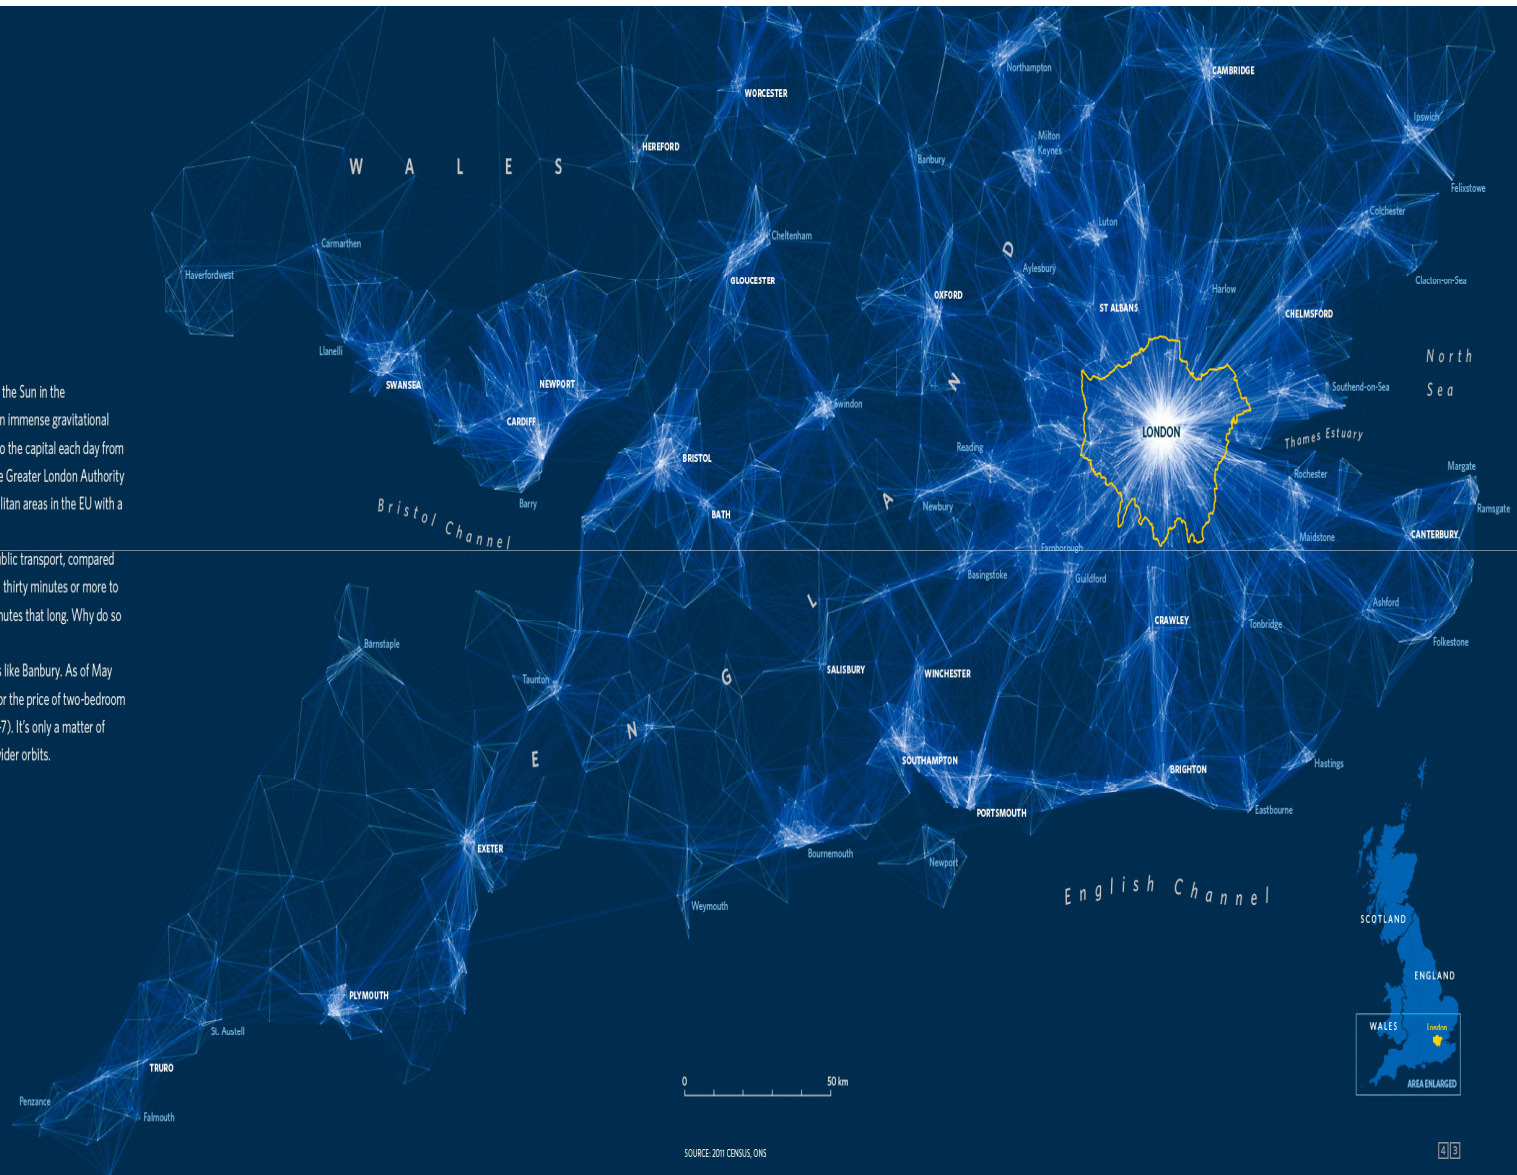 the Sun in the
n immense gravitational
o the capital each day from
e Greater London Authority
litan areas in the EU with a
blic transport, compared
thirty minutes or more to
nutes that long. Why do so
s like Banbury. As of May
or the price of two-bedroom
-7). It's only a matter of
vider orbits.
WALES
ENGLAND
Northampton
CAMBRIDGE
WORCESTER
Ipswich
Milton
Keynes
HEREFORD
Banbury
Felixstowe
Colchester
Luton
Cheltenham
Carmarthen
Haverfordwest
Aylesbury
GLOUCESTER
Clacton-on-Sea
Harlow
OXFORD
ST ALBANS
CHELMSFORD
Llanelli
North
Sea
SWANSEA
NEWPORT
Southend-on-Sea
Swindon
CARDIFF
LONDON
Thames Estuary
Reading
BRISTOL
Margate
Rochester
Barry
Newbury
Ramsgate
BATH
Bristol Channel
CANTERBURY
Maidstone
Farnborough
Basingstoke
Guildford
Ashford
CRAWLEY
Tonbridge
Folkestone
Barnstaple
SALISBURY
WINCHESTER
Taunton
SOUTHAMPTON
Hastings
BRIGHTON
PORTSMOUTH
Eastbourne
EXETER
Bournemouth
Newport
English Channel
Weymouth
PLYMOUTH
St. Austell
TRURO
Penzance
Falmouth
SCOTLAND
ENGLAND
WALES
London
AREA ENLARGED
0 50 km
SOURCE: 2011 CENSUS, ONS
43